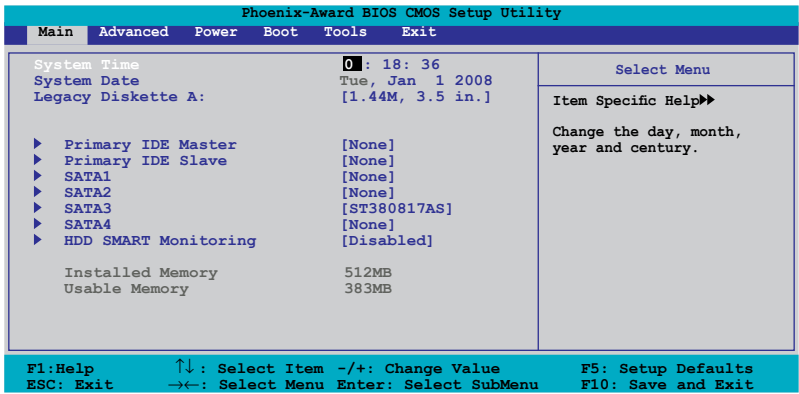 Phoenix-Award BIOS CMOS Setup Utility
Main Advanced Power Boot Tools Exit
System Time 0 : 18: 36
System Date Tue, Jan 1 2008
Legacy Diskette A: [1.44M, 3.5 in.]
Primary IDE Master [None]
Primary IDE Slave [None]
SATA1 [None]
SATA2 [None]
SATA3 [ST380817AS]
SATA4 [None]
HDD SMART Monitoring [Disabled]
Installed Memory 512MB
Usable Memory 383MB
Select Menu
Item Specific Help▶▶
Change the day, month,
year and century.
F1:Help ↑↓: Select Item -/+: Change Value F5: Setup Defaults
ESC: Exit →←: Select Menu Enter: Select SubMenu F10: Save and Exit